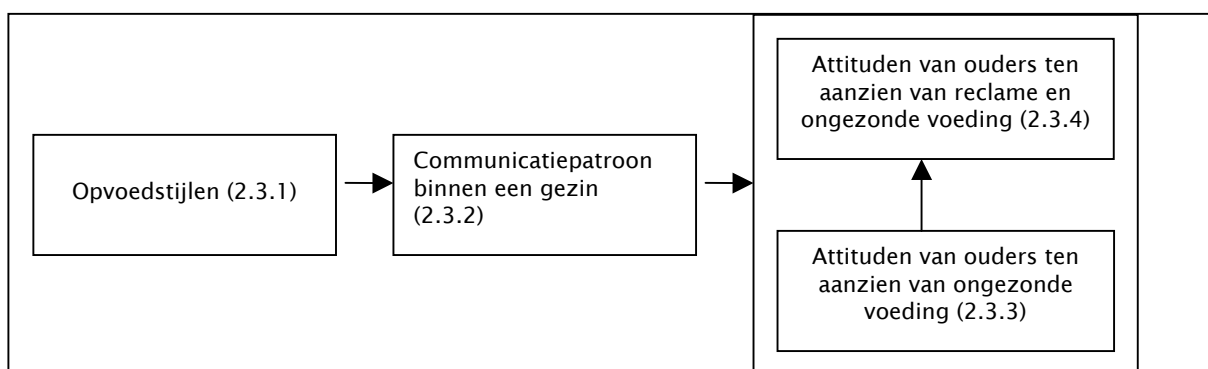 Opvoedstijlen (2.3.1)
Communicatiepatroon
binnen een gezin
(2.3.2)
Attituden van ouders ten
aanzien van reclame en
ongezonde voeding (2.3.4)
Attituden van ouders ten
aanzien van ongezonde
voeding (2.3.3)